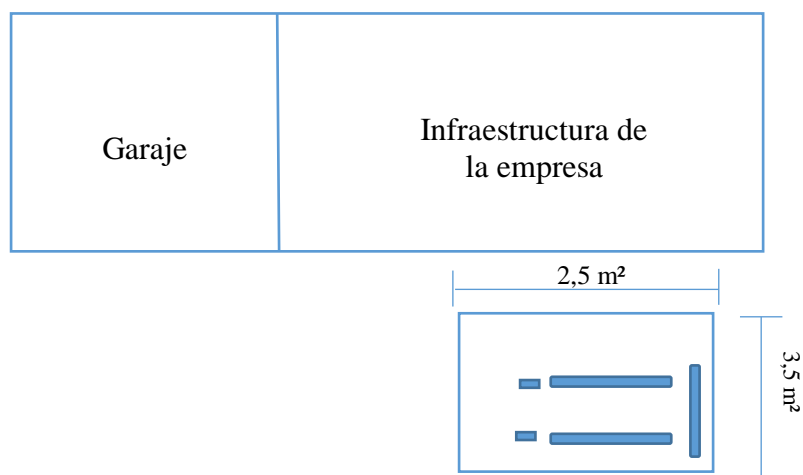 Garaje
Infraestructura de
la empresa
2,5 m²
3,5 m²